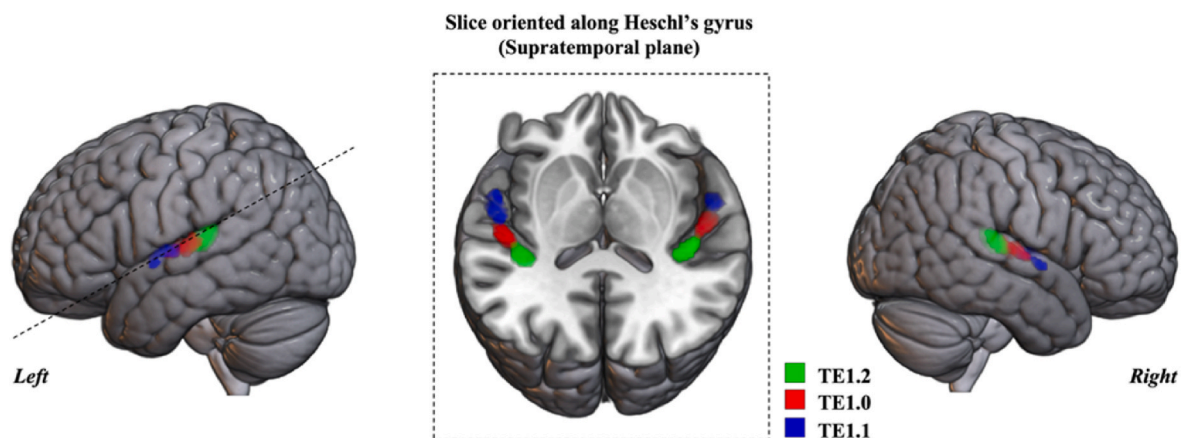 Slice oriented along Heschl's gyrus
(Supratemporal plane)
Left
TE1.2
TE1.0
TE1.1
Right